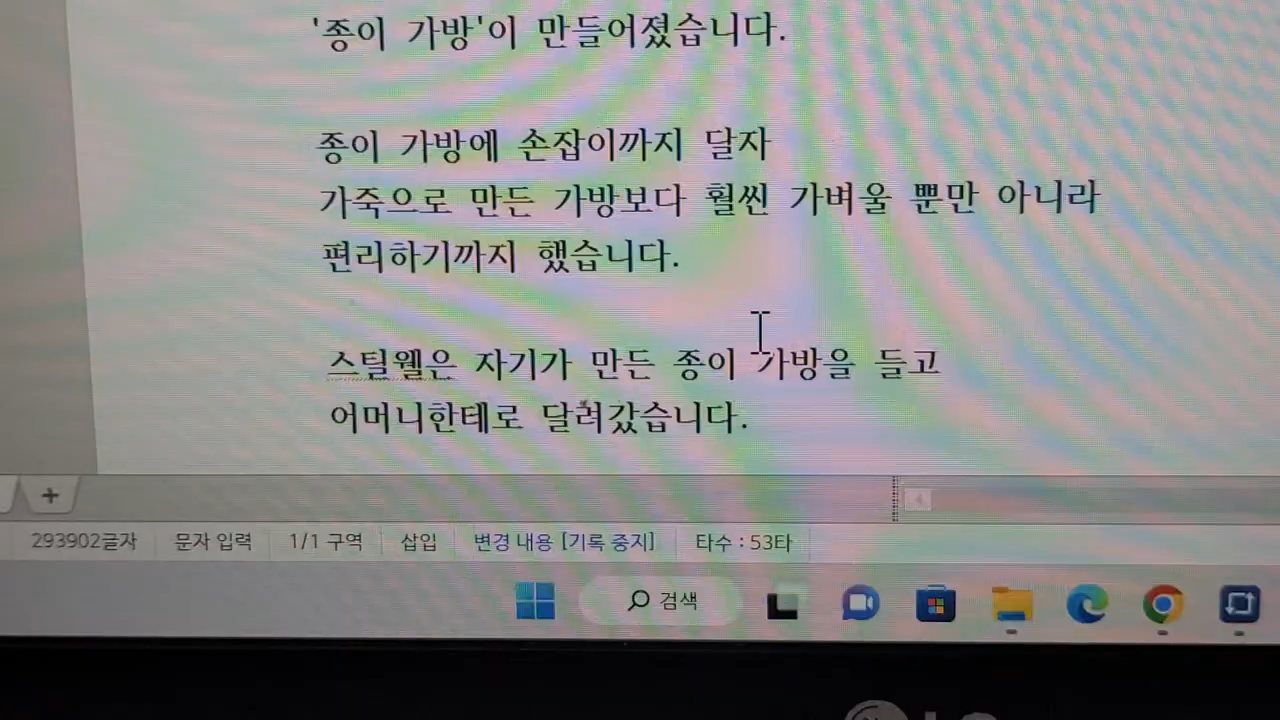 '종이 가방'이 만들어졌습니다.
종이 가방에 손잡이까지 달자
가죽으로 만든 가방보다 훨씬 가벼울 뿐만 아니라
편리하기까지 했습니다.
스틸웰은 자기가 만든 종이 가방을 들고
어머니한테로 달려갔습니다.
293902글자 문자 입력 1/1 구역 삽입 변경 내용 [기록 중지] 타수 : 53타
검색